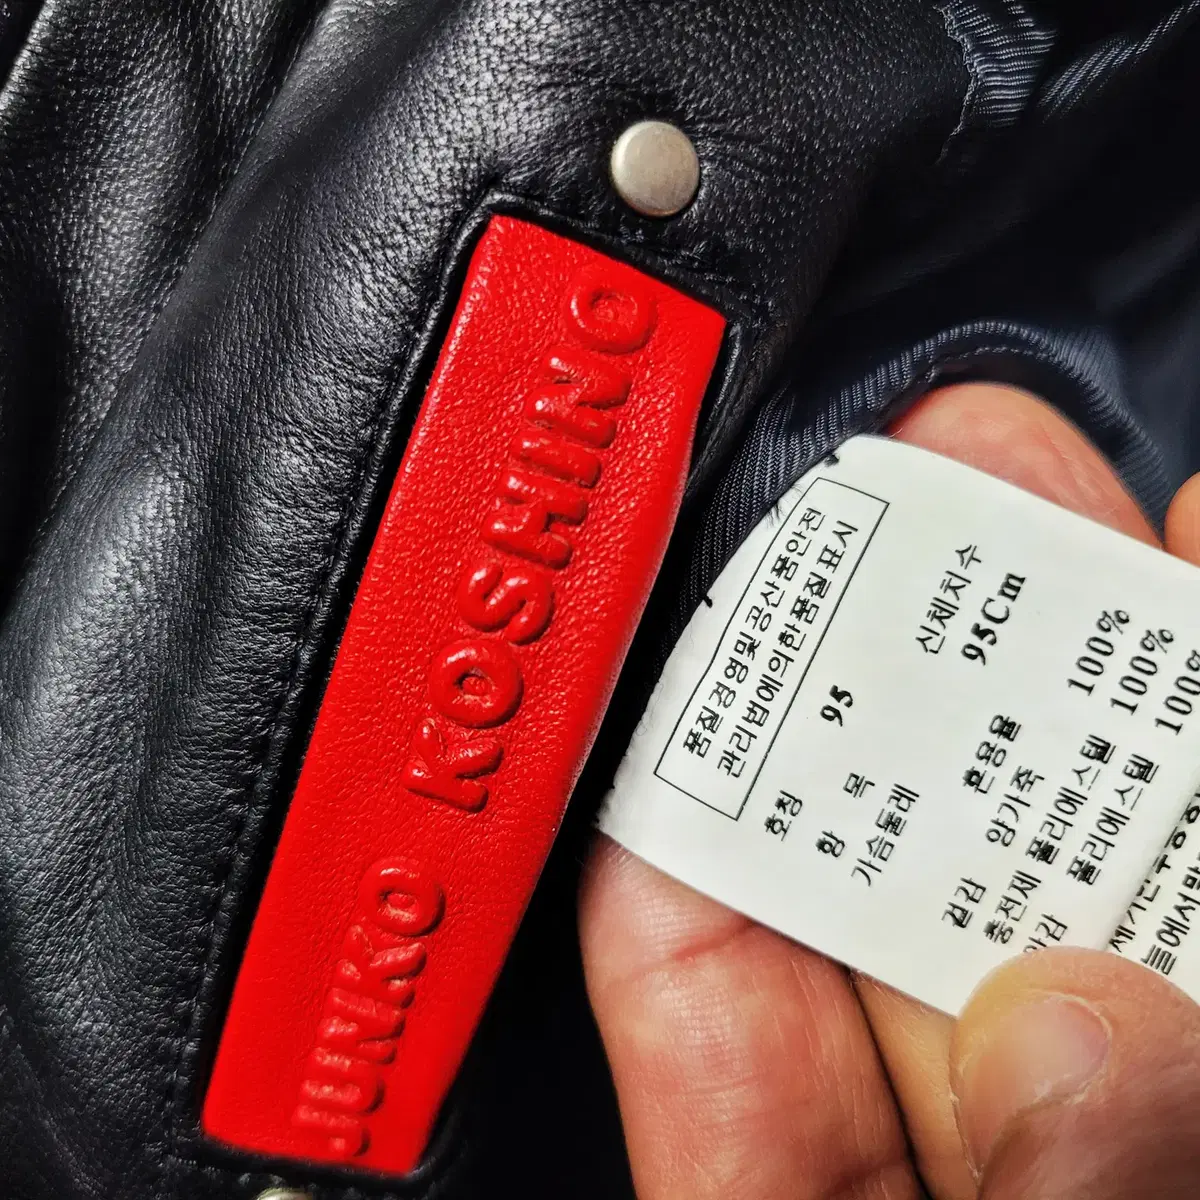 JUNKO KOSHINO
품질경영및공산품안전
관리법에의한품질표시
호칭 95
항 목 신체치수
가슴둘레 95Cm
혼용율
겉감 양가죽 100%
충전재 폴리에스텔 100%
안감 폴리에스텔 100%